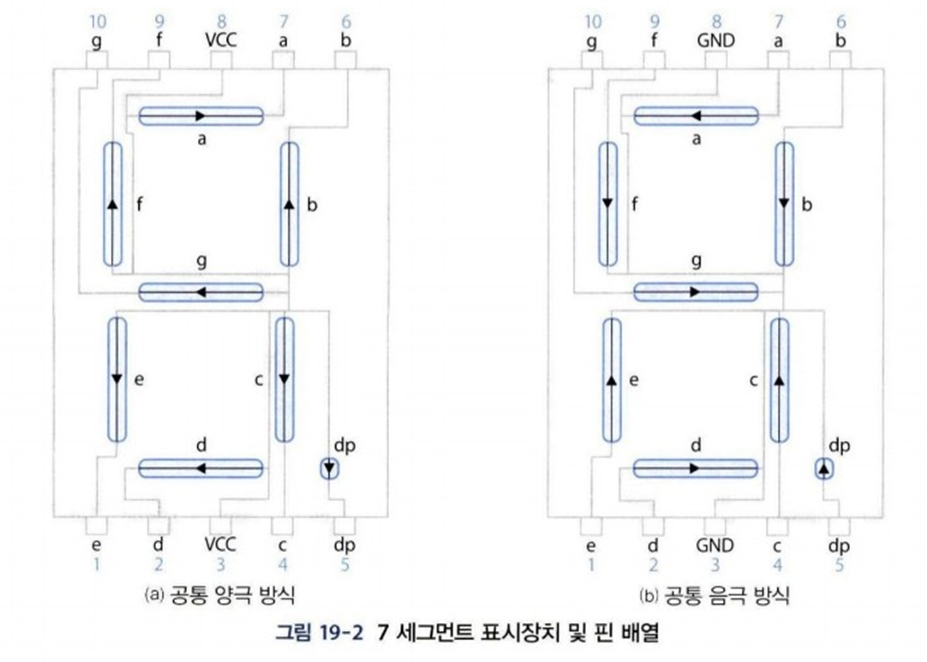 10 9 8 7 6
g f VCC a b
a
f
b
g
e
c
d
dp
e d VCC c dp
1 2 3 4 5
(a) 공통 양극 방식
10 9 8 7 6
g f GND a b
a
f
b
g
e
c
d
dp
e d GND c dp
1 2 3 4 5
(b) 공통 음극 방식
그림 19-2 7 세그먼트 표시장치 및 핀 배열